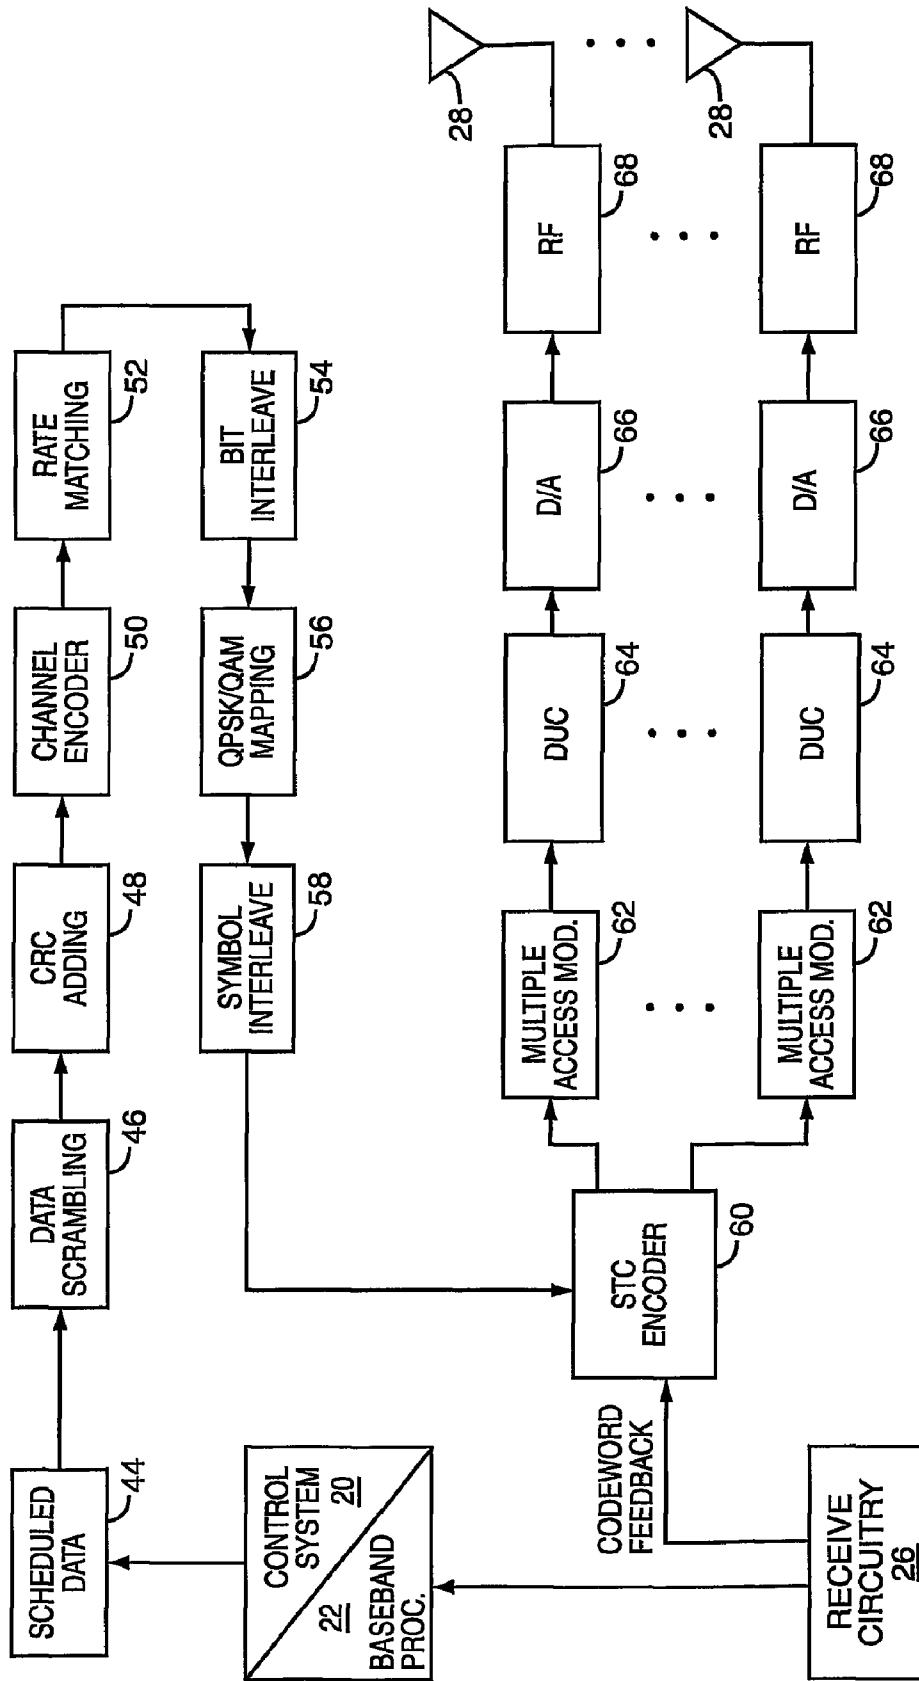 SCHEDULED
DATA
44
DATA
SCRAMBLING
46
CRC
ADDING
48
CHANNEL
ENCODER
50
RATE
MATCHING
52
BIT
INTERLEAVE
54
QPSK/QAM
MAPPING
56
SYMBOL
INTERLEAVE
58
CONTROL
SYSTEM
20
22
BASEBAND
PROC.
RECEIVE
CIRCUITRY
26
CODEWORD
FEEDBACK
STC
ENCODER
60
MULTIPLE
ACCESS MOD.
62
DUC
64
D/A
66
RF
68
28
MULTIPLE
ACCESS MOD.
62
DUC
64
D/A
66
RF
68
28